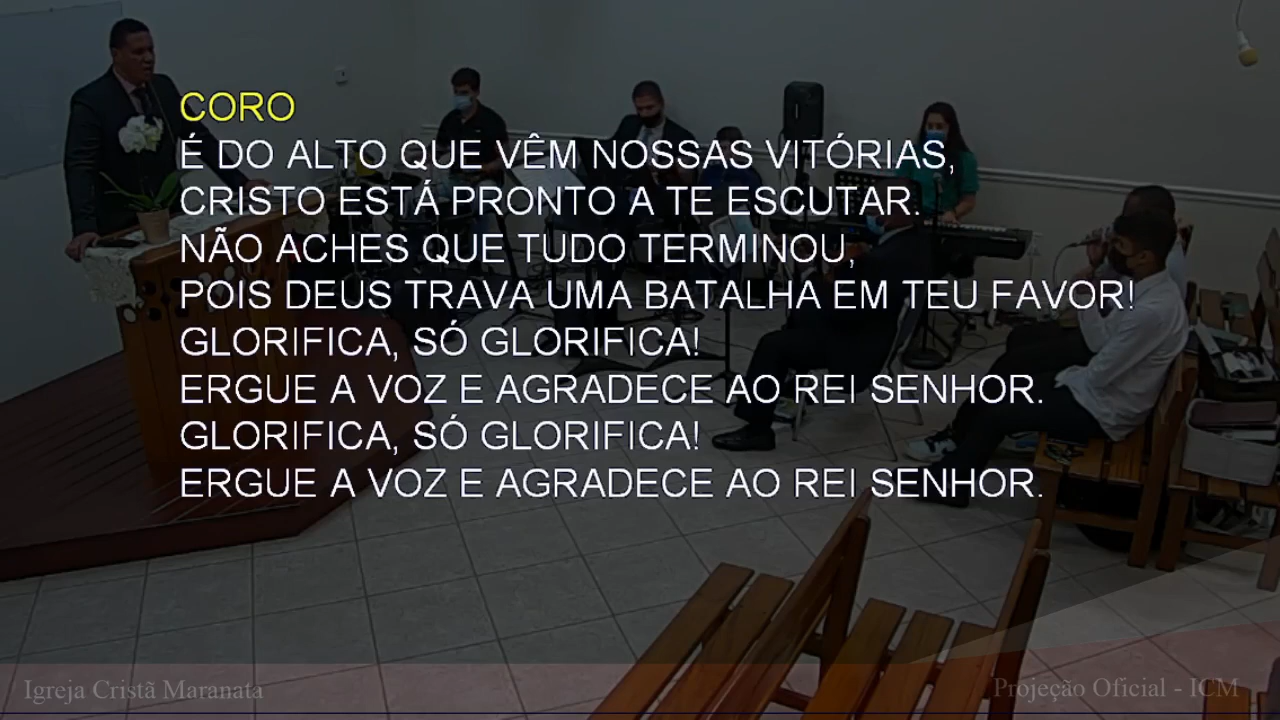 CORO
É DO ALTO QUE VÊM NOSSAS VITÓRIAS,
CRISTO ESTÁ PRONTO A TE ESCUTAR.
NÃO ACHES QUE TUDO TERMINOU,
POIS DEUS TRAVA UMA BATALHA EM TEU FAVOR!
GLORIFICA, SÓ GLORIFICA!
ERGUE A VOZ E AGRADECE AO REI SENHOR.
GLORIFICA, SÓ GLORIFICA!
ERGUE A VOZ E AGRADECE AO REI SENHOR.
Igreja Cristã Maranata
Projeção Oficial - ICM